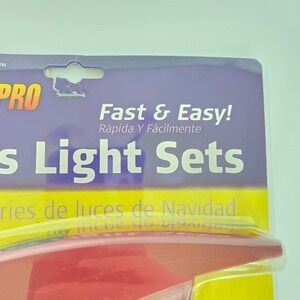 PRO
Fast & Easy!
Rápida Y Fácilmente
s Light Sets
ries de luces de Navidad